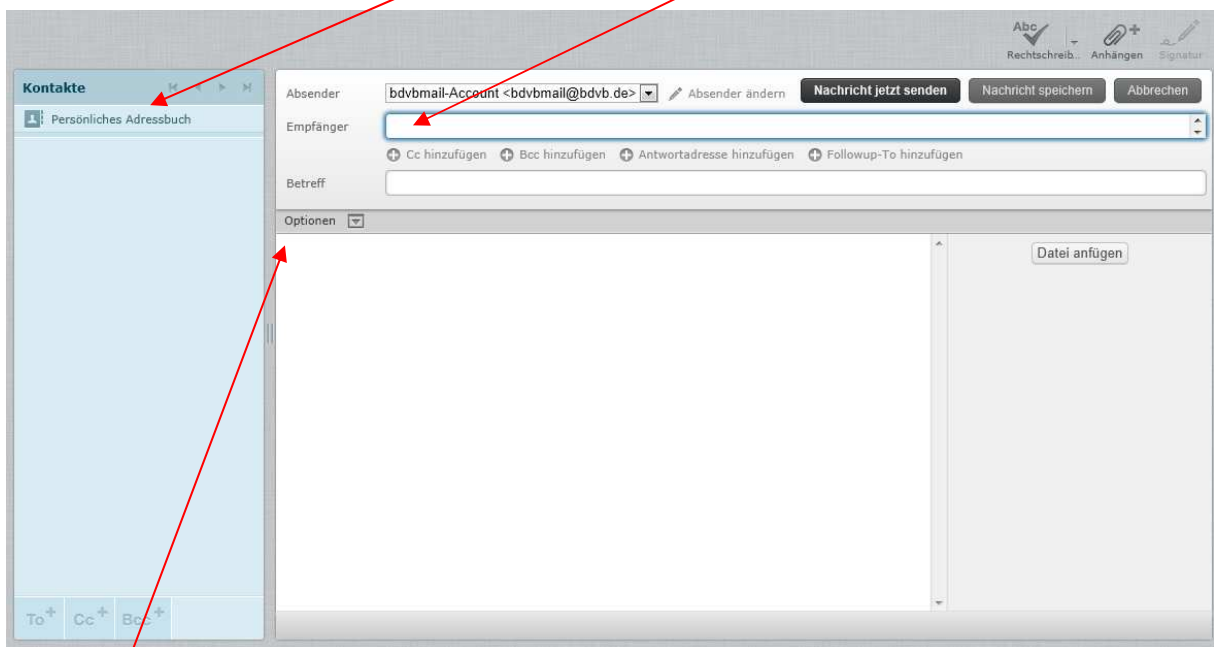 Abc
Rechtschreib... Anhängen Signatur
Kontakte
Persönliches Adressbuch
Absender bdvbmail-Account <bdvbmail@bdvb.de> Absender ändern Nachricht jetzt senden Nachricht speichern Abbrechen
Empfänger
Cc hinzufügen Bcc hinzufügen Antwortadresse hinzufügen Followup-To hinzufügen
Betreff
Optionen
Datei anfügen
To+ Cc+ Bcc+